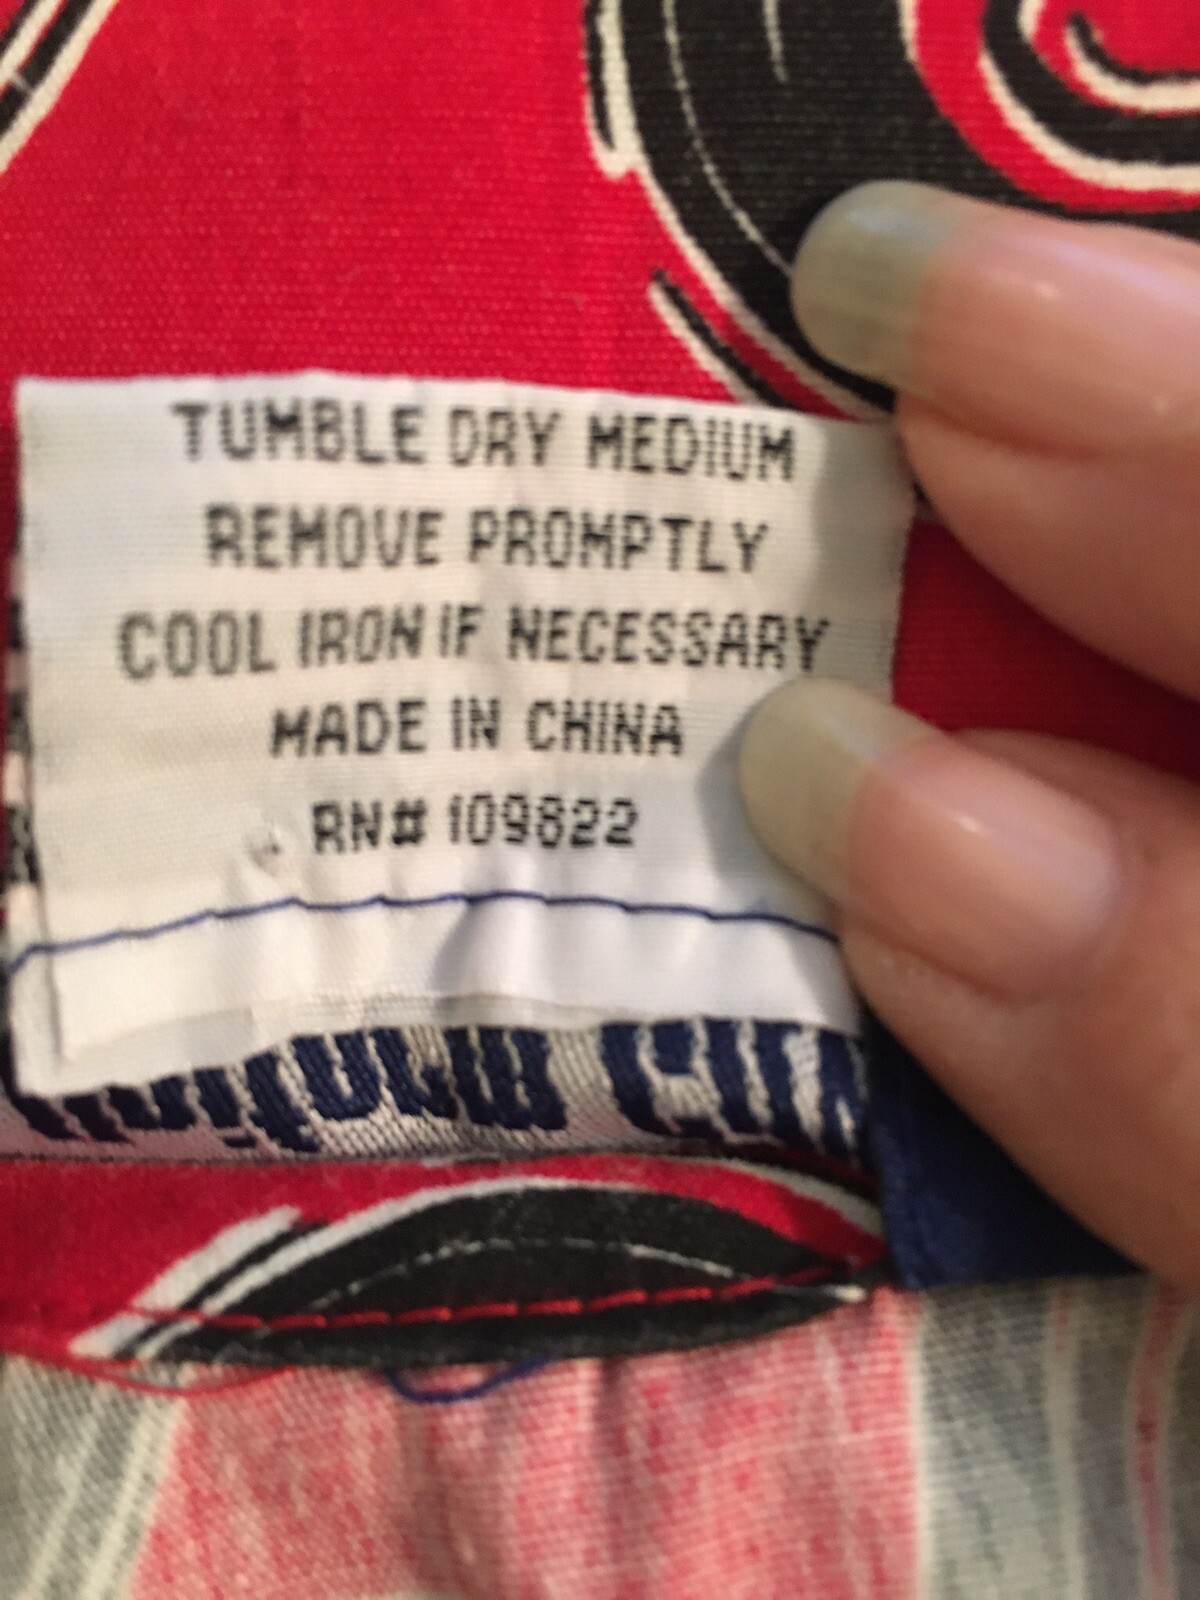 TUMBLE DRY MEDIUM
REMOVE PROMPTLY
COOL IRON IF NECESSARY
MADE IN CHINA
RN# 109822